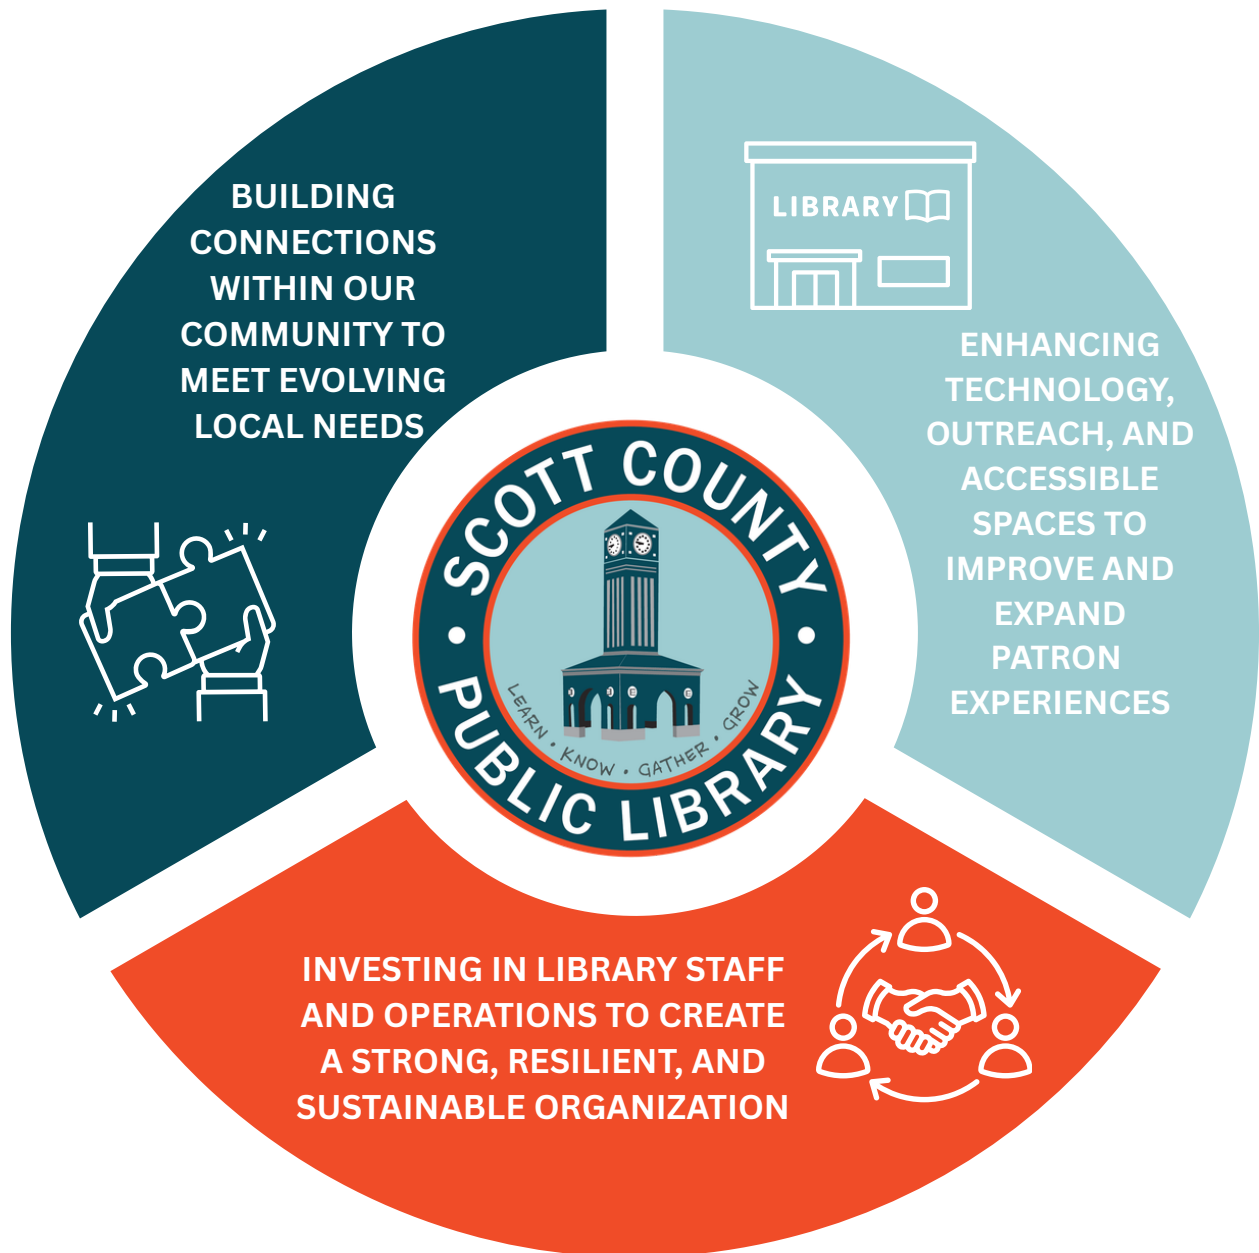 BUILDING
CONNECTIONS
WITHIN OUR
COMMUNITY TO
MEET EVOLVING
LOCAL NEEDS
LIBRARY
ENHANCING
TECHNOLOGY,
OUTREACH, AND
ACCESSIBLE
SPACES TO
IMPROVE AND
EXPAND
PATRON
EXPERIENCES
SCOTT COUNTY
LEARN • KNOW • GATHER • GROW
• PUBLIC LIBRARY •
INVESTING IN LIBRARY STAFF
AND OPERATIONS TO CREATE
A STRONG, RESILIENT, AND
SUSTAINABLE ORGANIZATION